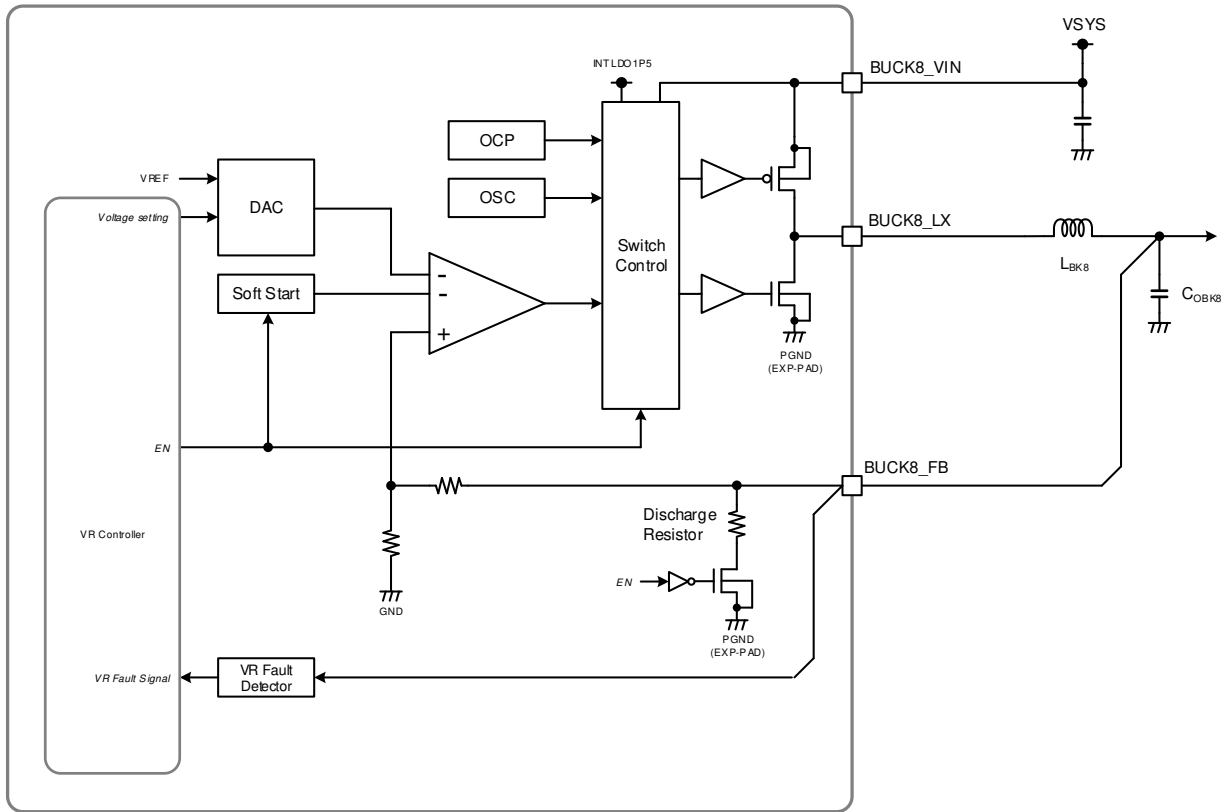 VSYS
INTLDO1P5
BUCK8_VIN
OCP
VREF
DAC
OSC
Voltage setting
BUCK8_LX
Switch
Control
LBK8
Soft Start
-
-
+
COBK8
PGND
(EXP-PAD)
EN
BUCK8_FB
Discharge
Resistor
VR Controller
EN
GND
PGND
(EXP-PAD)
VR Fault Signal
VR Fault
Detector